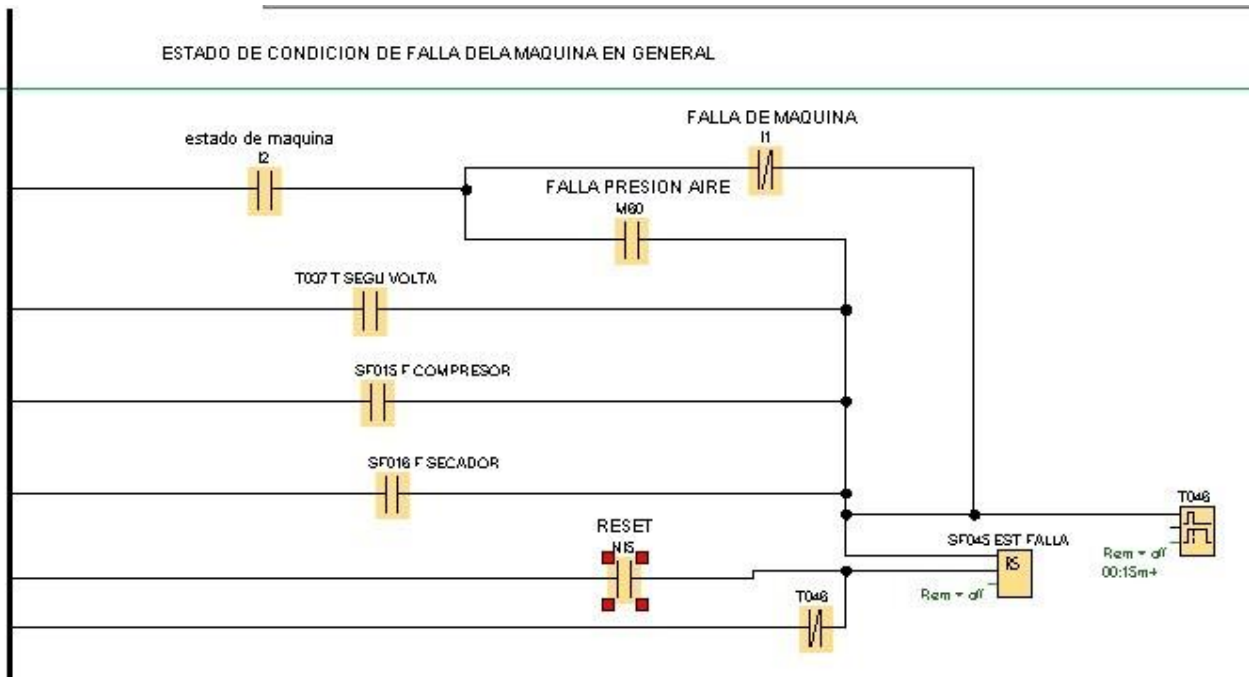 ESTADO DE CONDICION DE FALLA DELA MAQUINA EN GENERAL
FALLA DE MAQUINA
I1
estado de maquina
I2
FALLA PRESION AIRE
M60
T037 T SEGU VOLTA
SF015 F COMPRESOR
SF016 F SECADOR
T046
RESET
NI5
SF045 EST FALLA
RS
Rem = off
00:15m+
Rem = off
T046